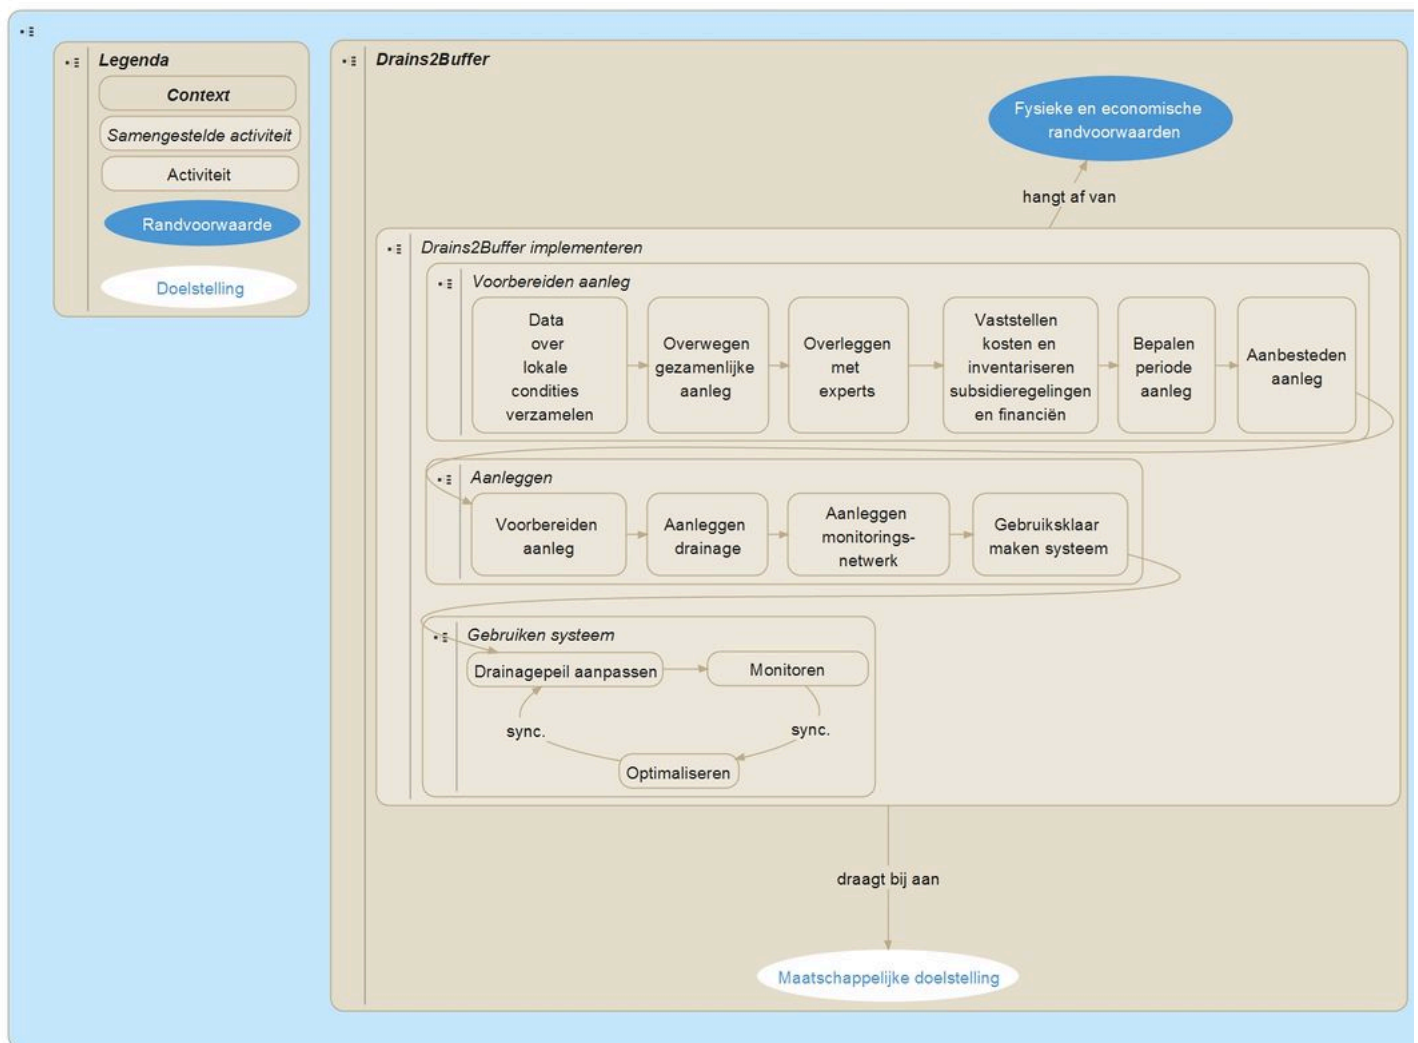 Legenda
Context
Samengestelde activiteit
Activiteit
Randvoorwaarde
Doelstelling
Drains2Buffer
Fysieke en economische
randvoorwaarden
hangt af van
Drains2Buffer implementeren
Voorbereiden aanleg
Data
over
lokale
condities
verzamelen
Overwegen
gezamenlijke
aanleg
Overleggen
met
experts
Vaststellen
kosten en
inventariseren
subsidieregelingen
en financiën
Bepalen
periode
aanleg
Aanbesteden
aanleg
Aanleggen
Voorbereiden
aanleg
Aanleggen
drainage
Aanleggen
monitorings-
netwerk
Gebruiksklaar
maken systeem
Gebruiken systeem
Drainagepeil aanpassen
Monitoren
sync.
sync.
Optimaliseren
draagt bij aan
Maatschappelijke doelstelling